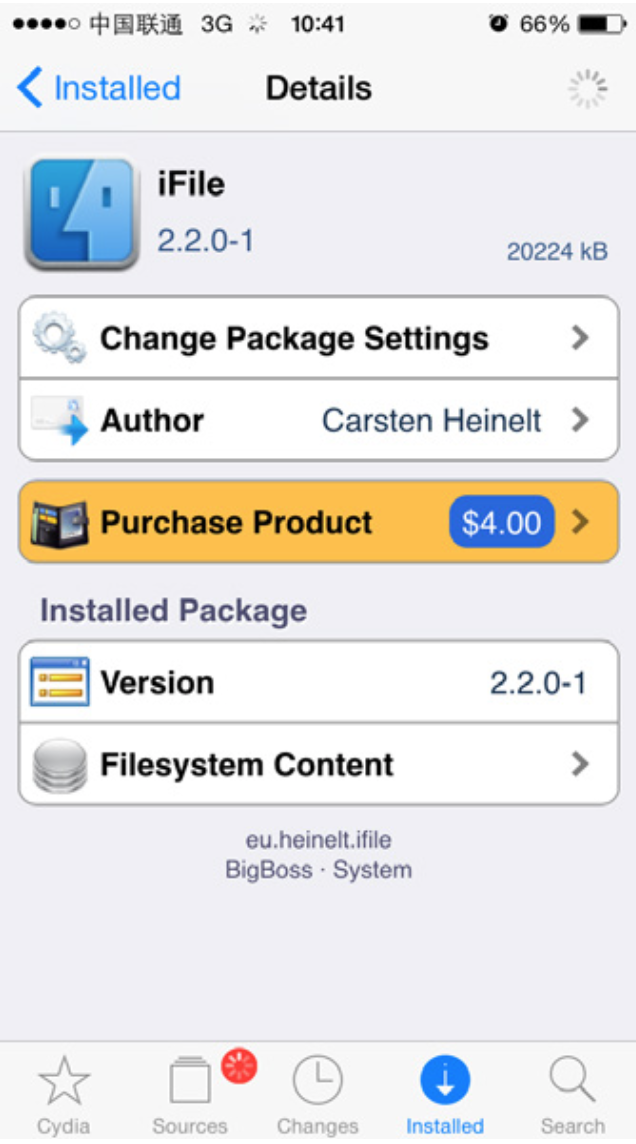 中国联通 3G 10:41 66%
Installed Details
iFile
2.2.0-1
20224 kB
Change Package Settings
Author Carsten Heinelt
Purchase Product $4.00
Installed Package
Version 2.2.0-1
Filesystem Content
eu.heinelt.ifile
BigBoss · System
Cydia Sources Changes Installed Search